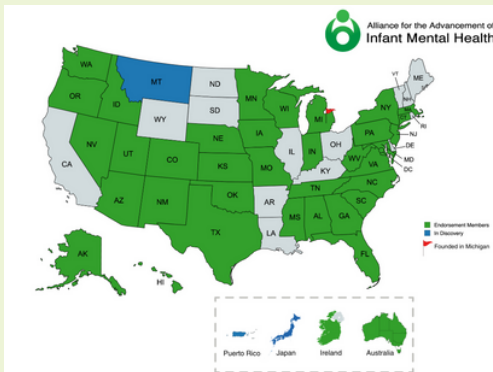 Alliance for the Advancement of
Infant Mental Health
WA
MT
ND
MN
ME
VT
OR
ID
SD
WI
MI
NY
WY
RI
NV
NE
IA
PA
NJ
CA
UT
CO
IL
IN
OH
DE
KS
MO
WV
VA
MD
KY
DC
AZ
NM
OK
AR
TN
NC
SC
TX
MS
AL
GA
LA
AK
HI
FL
Endorsement Members
In Discovery
Founded in Michigan
Puerto Rico
Japan
Ireland
Australia